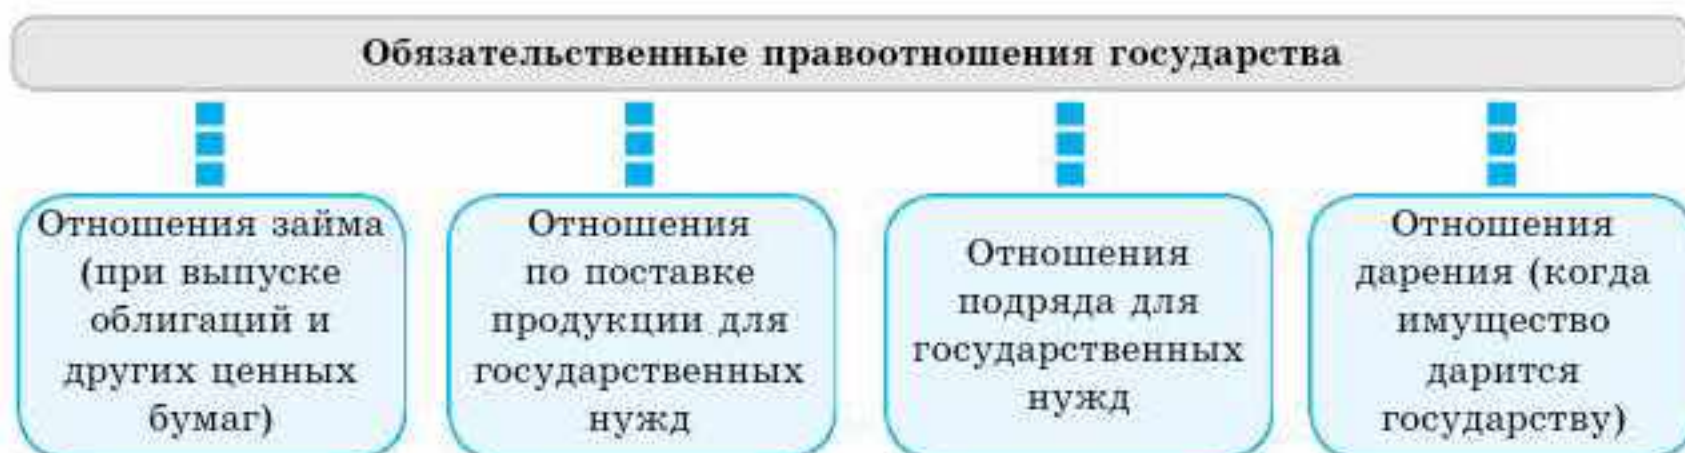 Обязательственные правоотношения государства
Отношения займа
(при выпуске
облигаций и
других ценных
бумаг)
Отношения
по поставке
продукции для
государственных
нужд
Отношения
подряда для
государственных
нужд
Отношения
дарения (когда
имущество
дарится
государству)